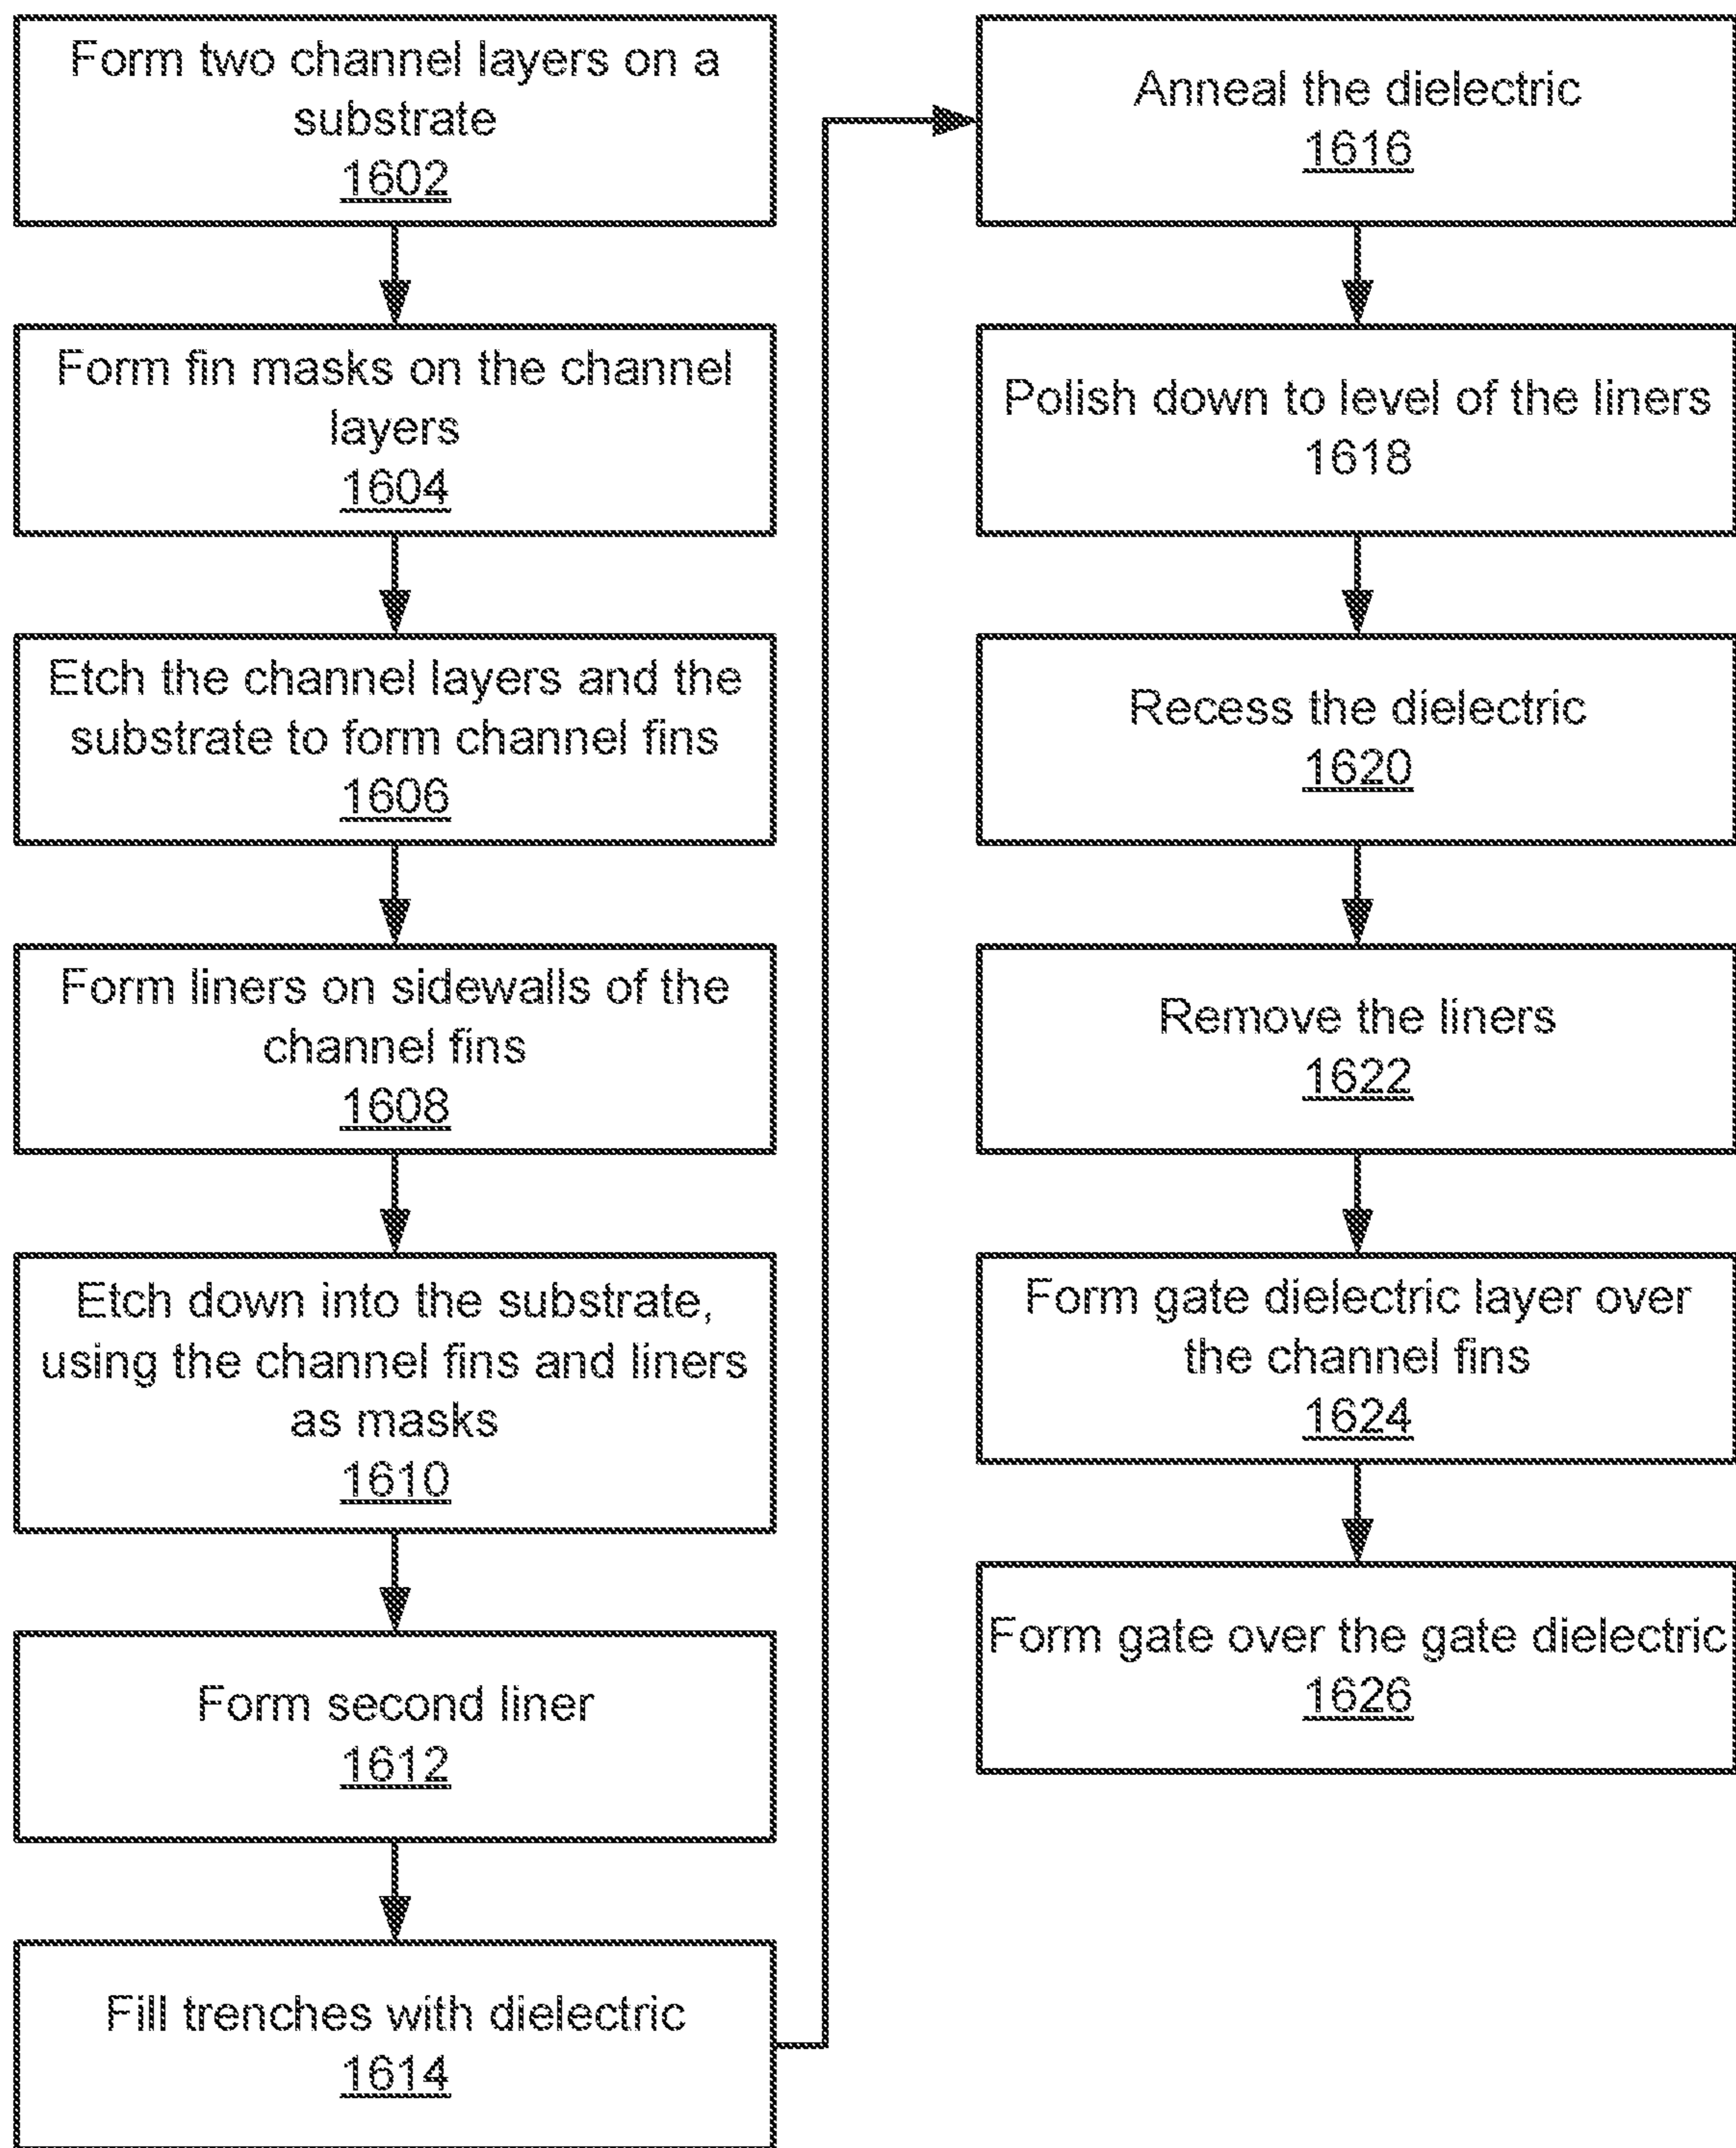 Form two channel layers on a
substrate
1602
Form fin masks on the channel
layers
1604
Etch the channel layers and the
substrate to form channel fins
1606
Form liners on sidewalls of the
channel fins
1608
Etch down into the substrate,
using the channel fins and liners
as masks
1610
Form second liner
1612
Fill trenches with dielectric
1614
Anneal the dielectric
1616
Polish down to level of the liners
1618
Recess the dielectric
1620
Remove the liners
1622
Form gate dielectric layer over
the channel fins
1624
Form gate over the gate dielectric
1626